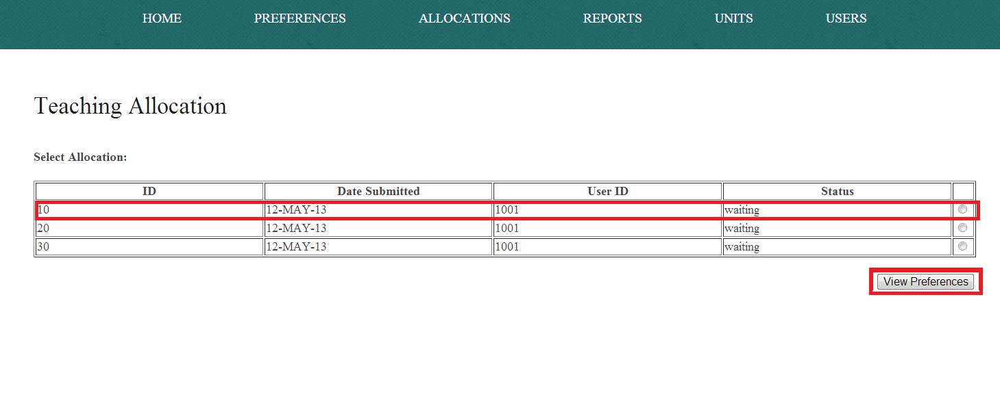 HOME PREFERENCES ALLOCATIONS REPORTS UNITS USERS
Teaching Allocation
Select Allocation:
ID Date Submitted User ID Status
10 12-MAY-13 1001 waiting
20 12-MAY-13 1001 waiting
30 12-MAY-13 1001 waiting
View Preferences